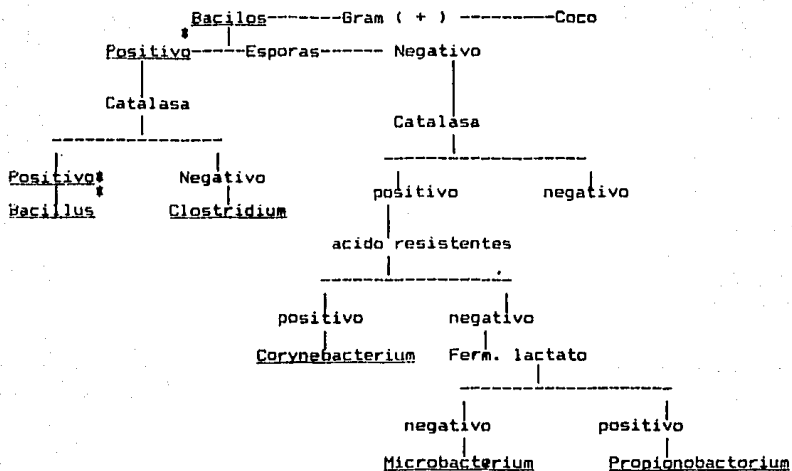 Bacilos-------Gram ( + ) ----------Coco
*
Positivo-----Esporas------ Negativo
Catalasa
Catalasa
Positivo* Negativo positivo negativo
*
Bacillus Clostridium
acido resistentes
positivo negativo
Corynebacterium Ferm. lactato
negativo positivo
Microbacterium Propionobactorium